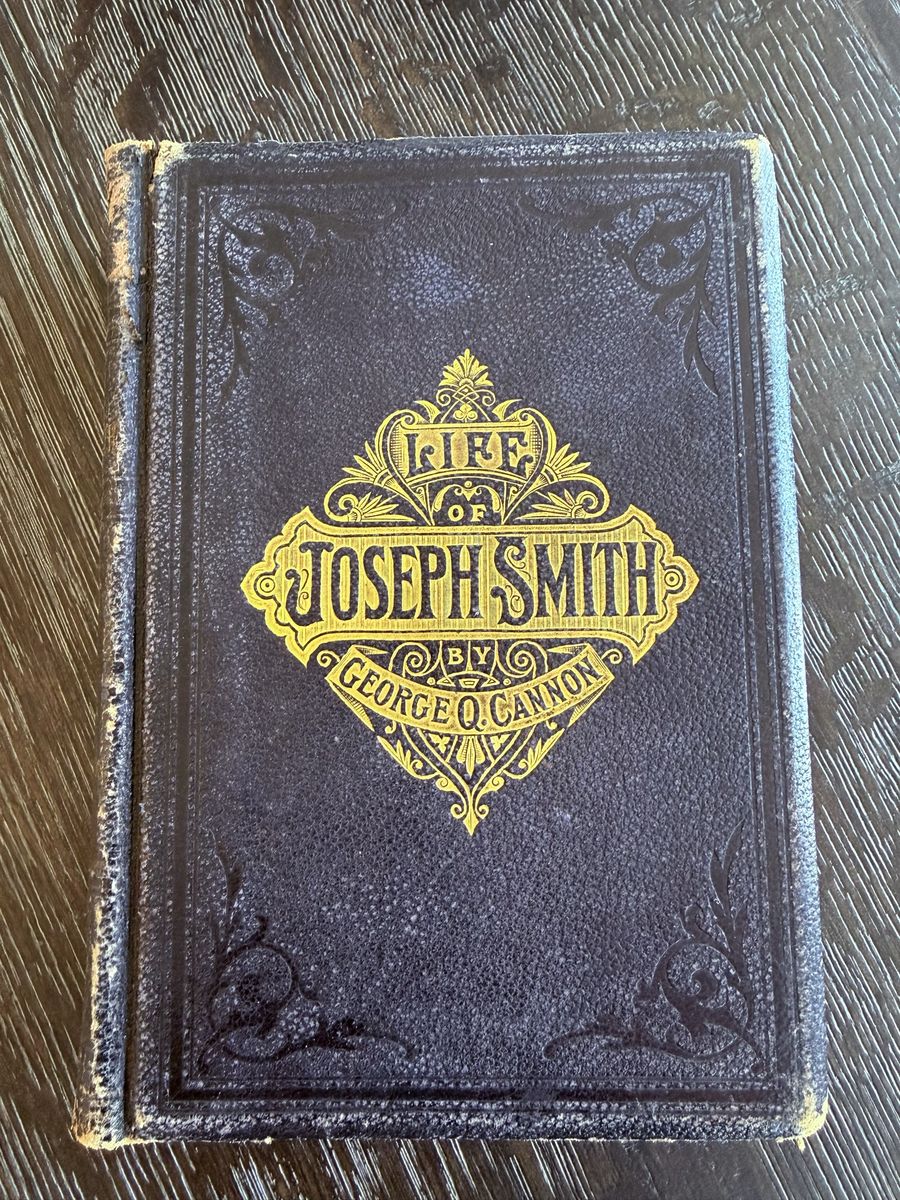 LIFE
OF
JOSEPH SMITH
BY
GEORGE Q. CANNON